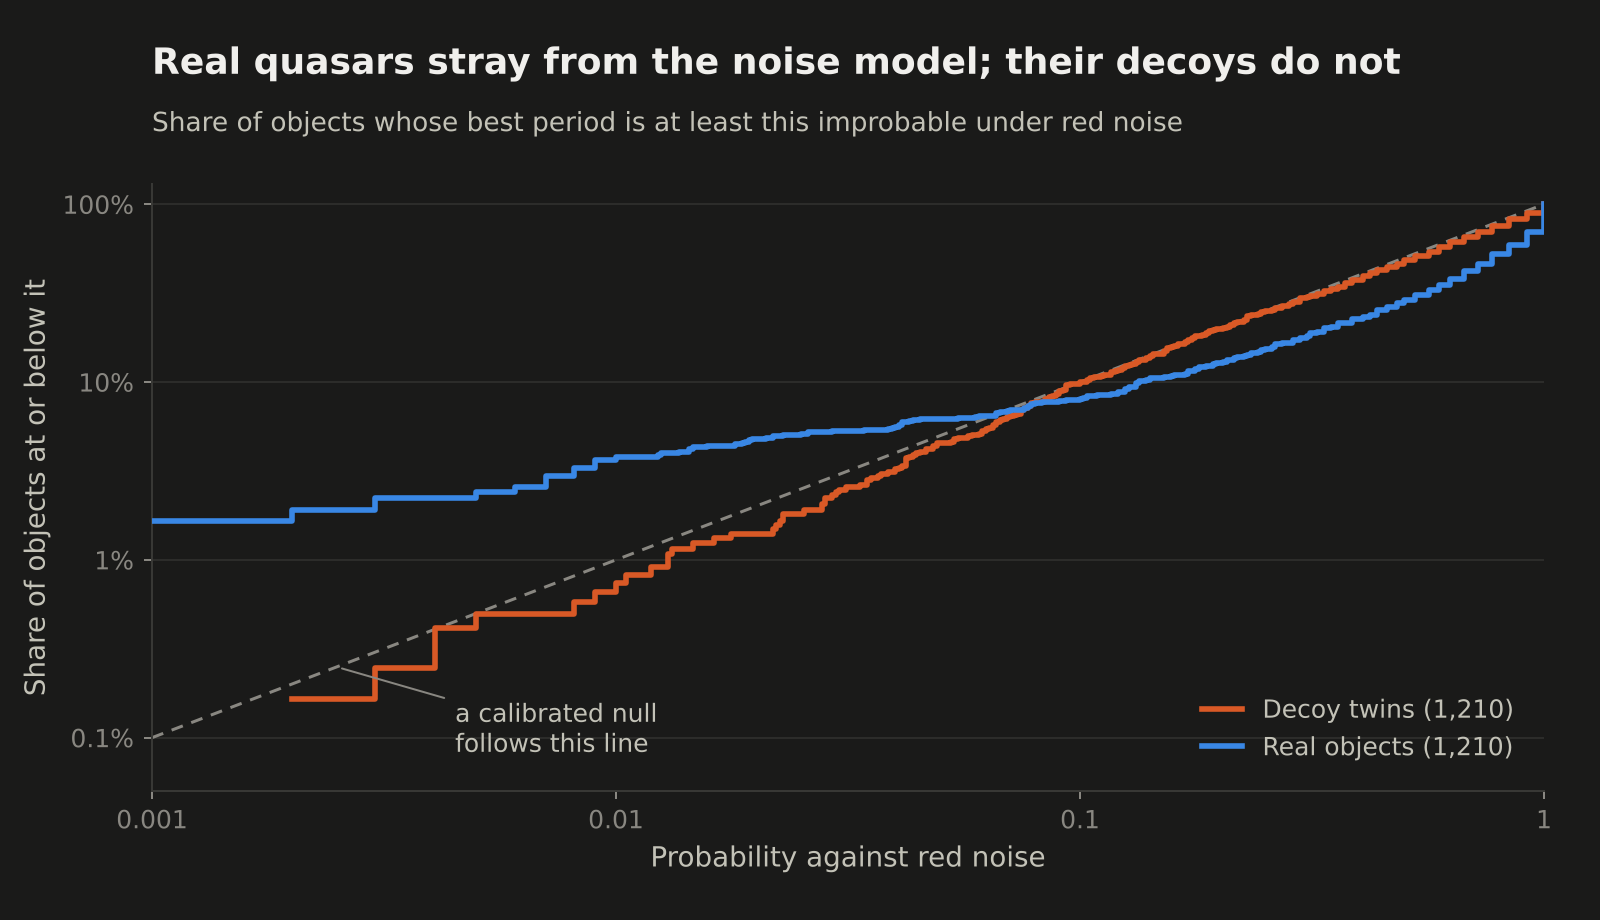 Real quasars stray from the noise model; their decoys do not
Share of objects whose best period is at least this improbable under red noise
Share of objects at or below it
100%
10%
1%
0.1%
a calibrated null
follows this line
Decoy twins (1,210)
Real objects (1,210)
0.001
0.01
0.1
1
Probability against red noise